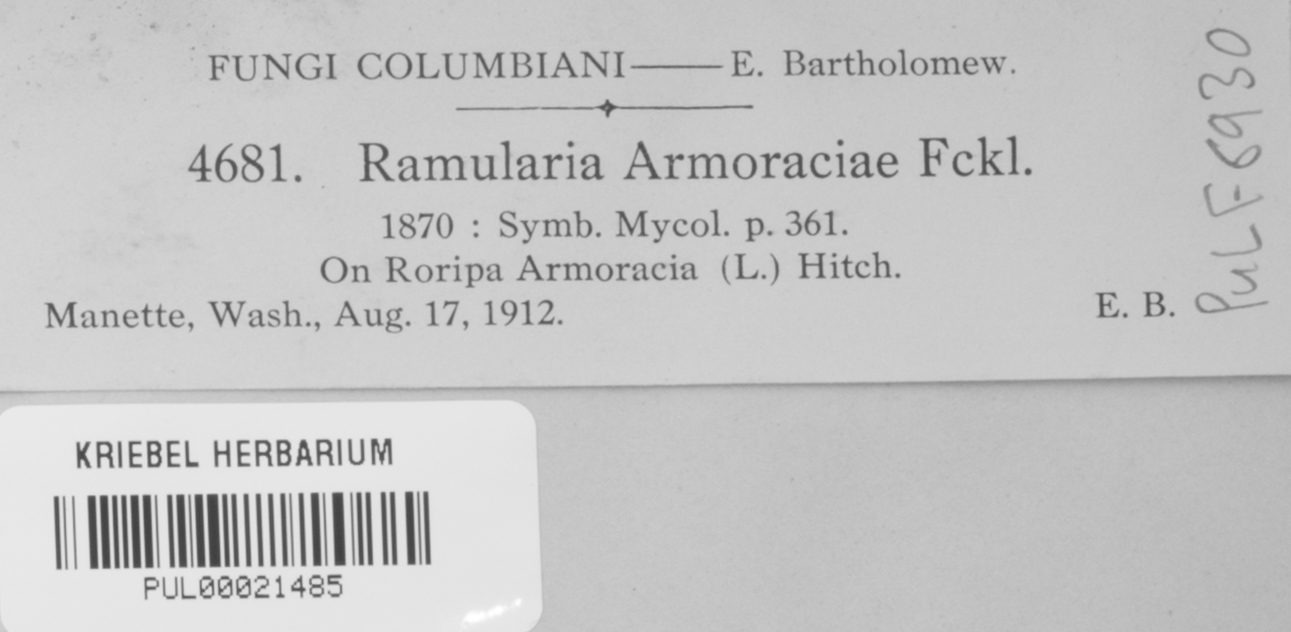 FUNGI COLUMBIANI——E. Bartholomew.
4681. Ramularia Armoraciae Fckl.
1870 : Symb. Mycol. p. 361.
On Roripa Armoracia (L.) Hitch.
Manette, Wash., Aug. 17, 1912. E. B.
PuL F6930
KRIEBEL HERBARIUM
PUL00021485